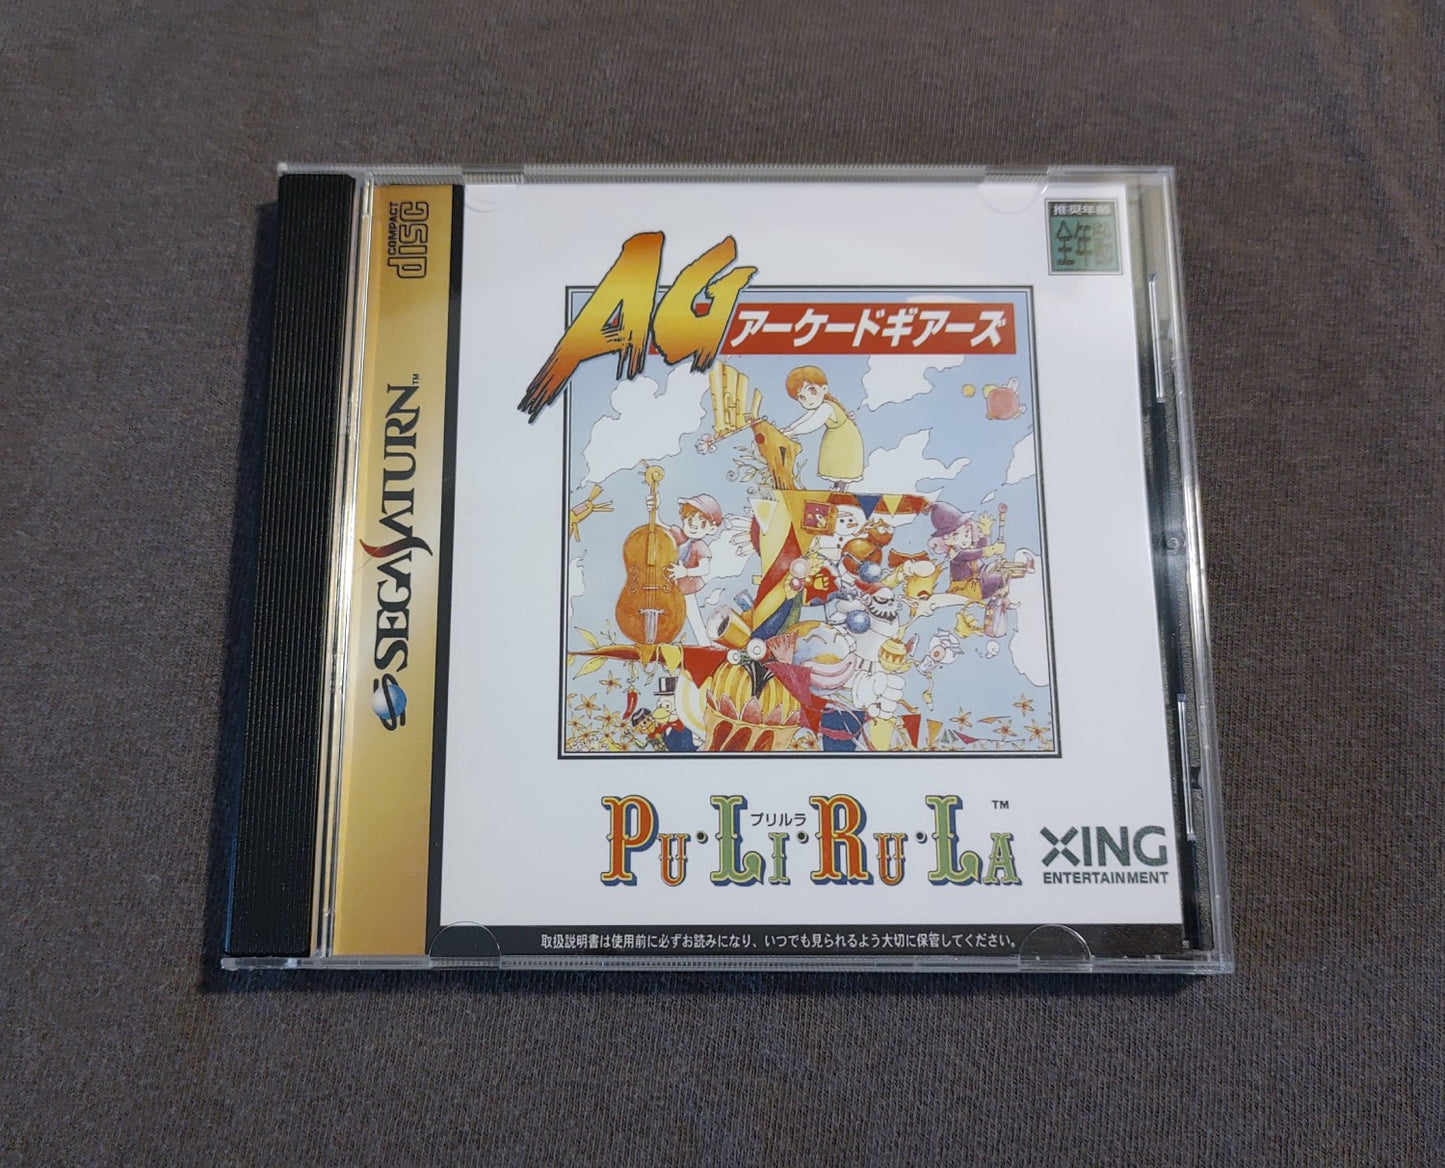 COMPACT
disc
SEGA SATURN™
推奨年齢
全年齢
AG
アーケードギアーズ
PU·LI·RU·LA™
プリルラ
XING
ENTERTAINMENT
取扱説明書は使用前に必ずお読みになり、いつでも見られるよう大切に保管してください。